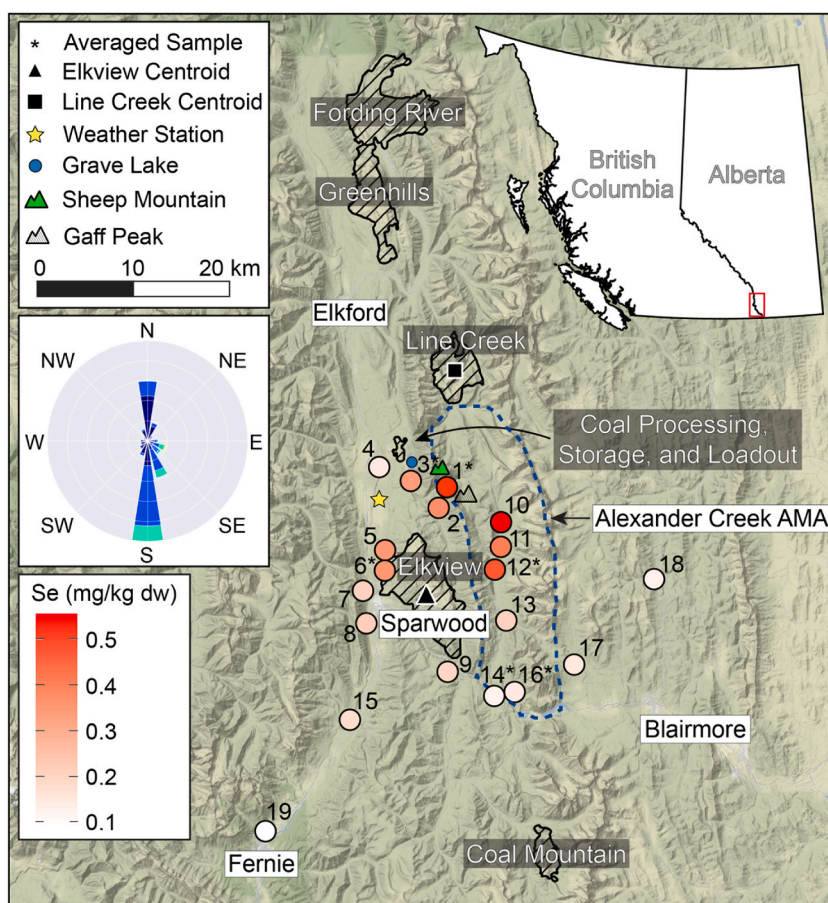 * Averaged Sample
Elkview Centroid
Line Creek Centroid
Weather Station
Grave Lake
Sheep Mountain
Gaff Peak
0 10 20 km
Fording River
Greenhills
British
Columbia
Alberta
Elkford
Line Creek
N
NW NE
W E
SW SE
S
Coal Processing,
Storage, and Loadout
4
3*
1*
2
10
Alexander Creek AMA
11
5
6*
Elkview
12*
18
7
Sparwood
13
8
17
9
14*
16*
15
Blairmore
Se (mg/kg dw)
0.5
0.4
0.3
0.2
0.1
19
Fernie
Coal Mountain